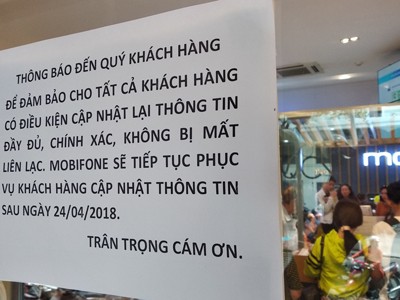 THÔNG BÁO ĐẾN QUÝ KHÁCH HÀNG
ĐỂ ĐẢM BẢO CHO TẤT CẢ KHÁCH HÀNG
CÓ ĐIỀU KIỆN CẬP NHẬT LẠI THÔNG TIN
ĐẦY ĐỦ, CHÍNH XÁC, KHÔNG BỊ MẤT
LIÊN LẠC. MOBIFONE SẼ TIẾP TỤC PHỤC
VỤ KHÁCH HÀNG CẬP NHẬT THÔNG TIN
SAU NGÀY 24/04/2018.
TRÂN TRỌNG CÁM ƠN.